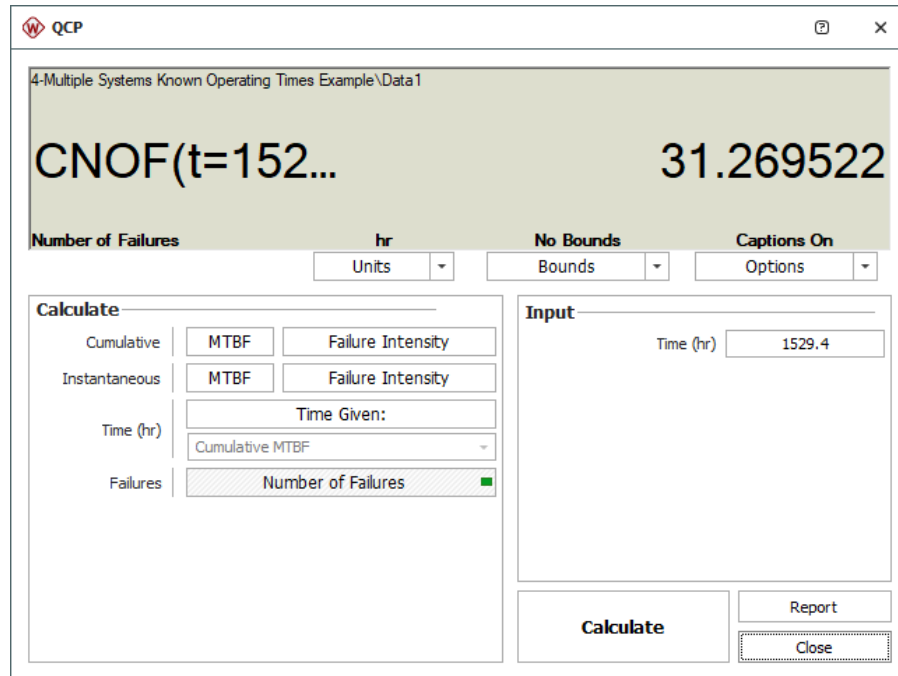 QCP
4-Multiple Systems Known Operating Times Example\Data1
CNOF(t=152... 31.269522
Number of Failures hr No Bounds Captions On
Units Bounds Options
Calculate
Cumulative MTBF Failure Intensity
Instantaneous MTBF Failure Intensity
Time (hr) Time Given:
Cumulative MTBF
Failures Number of Failures
Input
Time (hr) 1529.4
Calculate
Report
Close